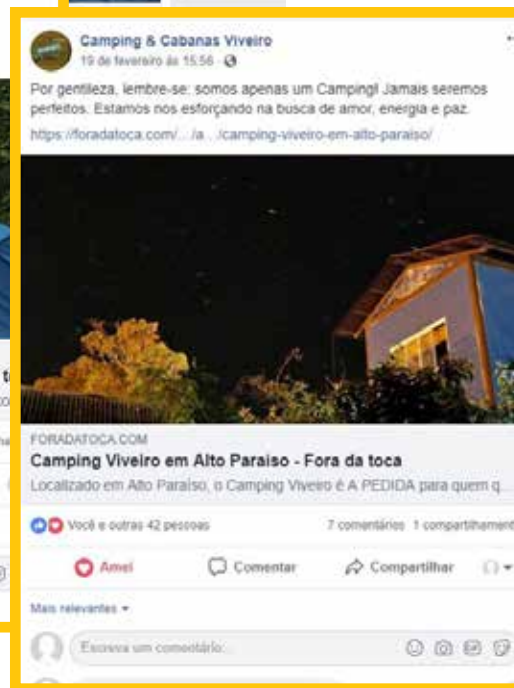 Camping & Cabanas Viveiro
19 de fevereiro às 15:56
Por gentileza, lembre-se: somos apenas um Camping! Jamais seremos
perfeitos. Estamos nos esforçando na busca de amor, energia e paz.
https://foradatoca.com/.../a.../camping-viveiro-em-alto-paraiso/
FORADATOCA.COM
Camping Viveiro em Alto Paraiso - Fora da toca
Localizado em Alto Paraíso, o Camping Viveiro é A PEDIDA para quem q...
Você e outras 42 pessoas
7 comentários 1 compartilhament
Amei
Comentar
Compartilhar
Mais relevantes
Escreva um comentário...